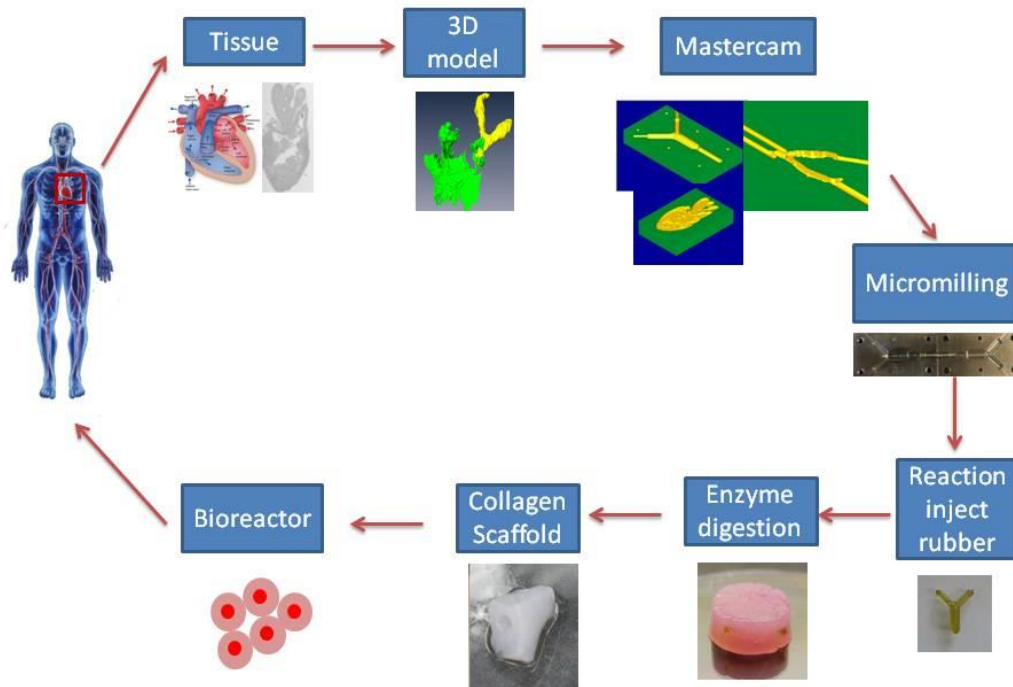 Tissue
3D
model
Mastercam
Micromilling
Reaction
inject
rubber
Enzyme
digestion
Collagen
Scaffold
Bioreactor